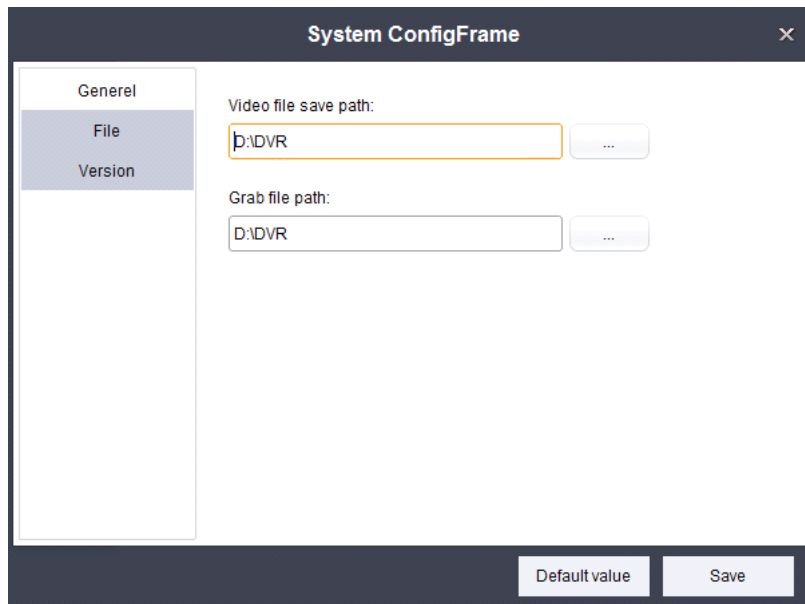 System ConfigFrame
Generel
File
Version
Video file save path:
D:\DVR
...
Grab file path:
D:\DVR
...
Default value
Save